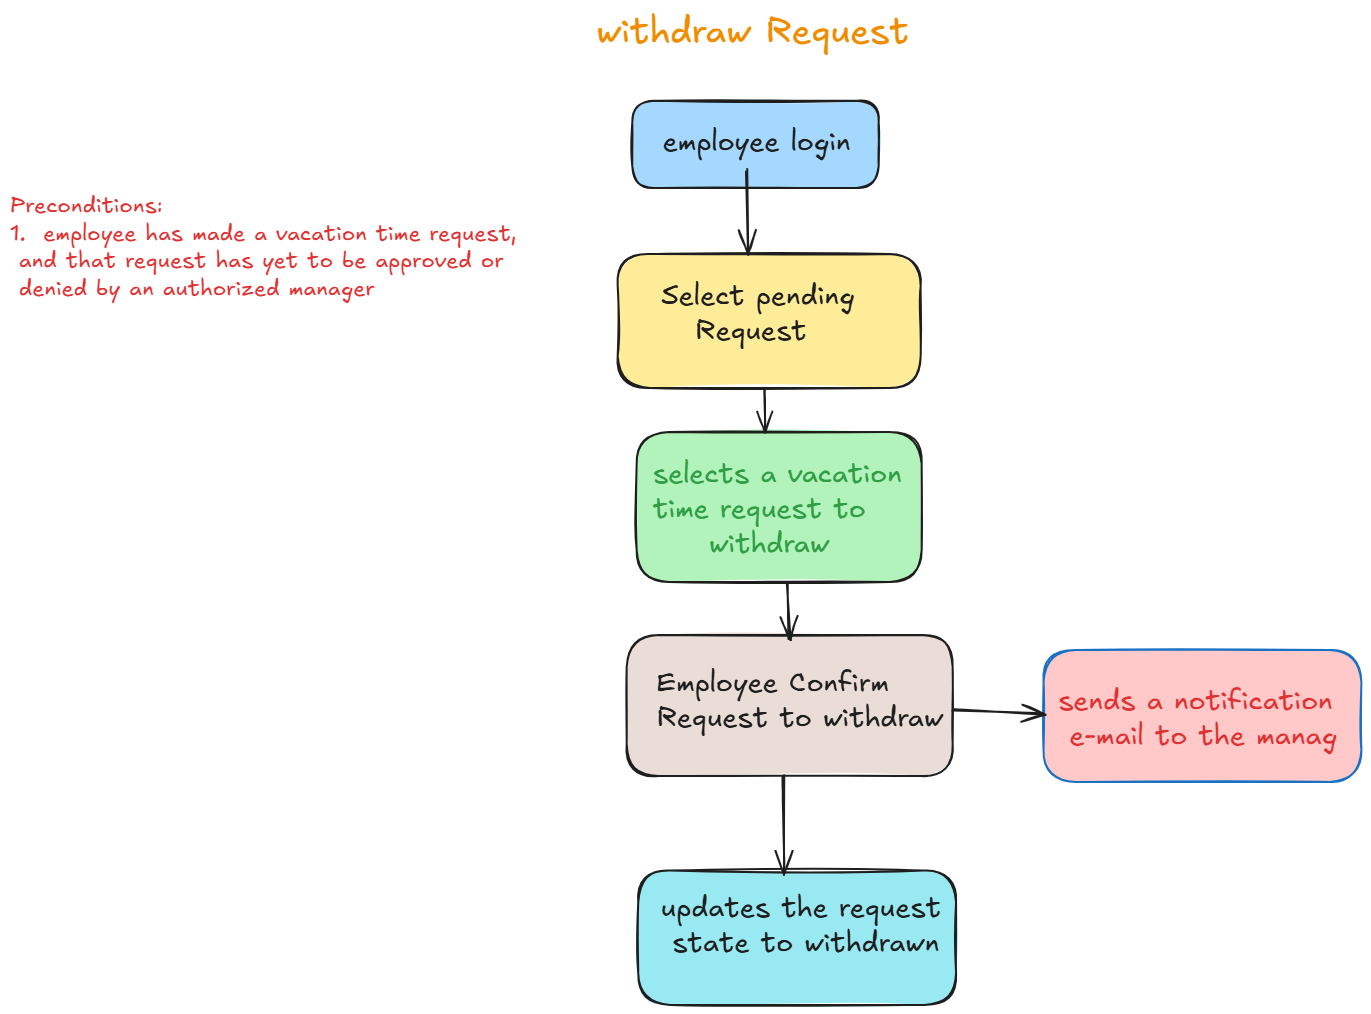 withdraw Request
employee login
Preconditions:
1. employee has made a vacation time request,
and that request has yet to be approved or
denied by an authorized manager
Select pending
Request
selects a vacation
time request to
withdraw
Employee Confirm
Request to withdraw
sends a notification
e-mail to the manag
updates the request
state to withdrawn